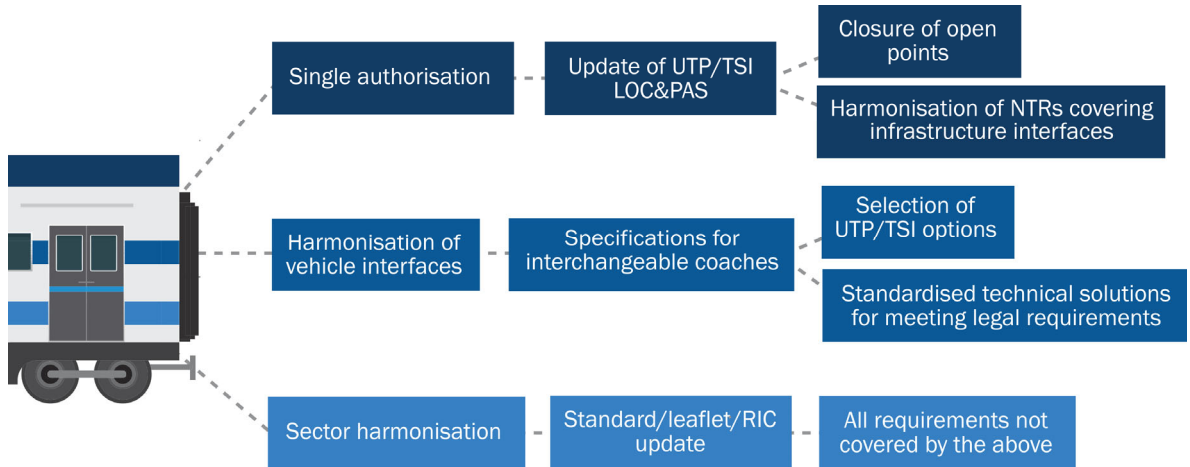 Single authorisation
Update of UTP/TSI
LOC&PAS
Closure of open
points
Harmonisation of NTRs covering
infrastructure interfaces
Harmonisation of
vehicle interfaces
Specifications for
interchangeable coaches
Selection of
UTP/TSI options
Standardised technical solutions
for meeting legal requirements
Sector harmonisation
Standard/leaflet/RIC
update
All requirements not
covered by the above